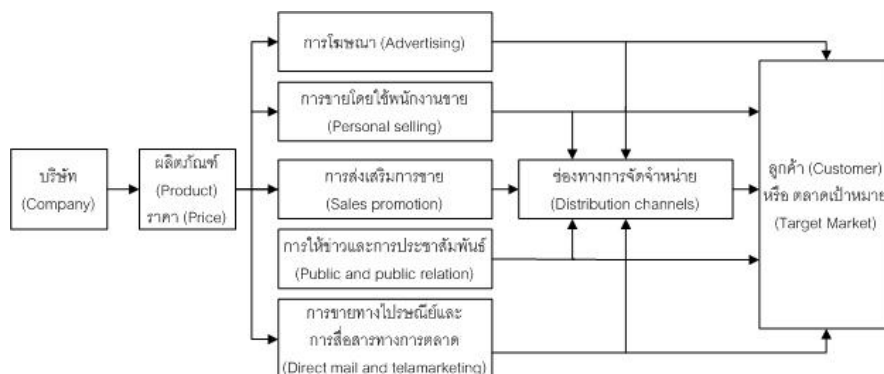 บริษัท
(Company)
ผลิตภัณฑ์
(Product)
ราคา (Price)
การโฆษณา (Advertising)
การขายโดยใช้พนักงานขาย
(Personal selling)
การส่งเสริมการขาย
(Sales promotion)
การให้ข่าวและการประชาสัมพันธ์
(Public and public relation)
การขายทางไปรษณีย์และ
การสื่อสารทางการตลาด
(Direct mail and telamarketing)
ช่องทางการจัดจำหน่าย
(Distribution channels)
ลูกค้า (Customer)
หรือ ตลาดเป้าหมาย
(Target Market)